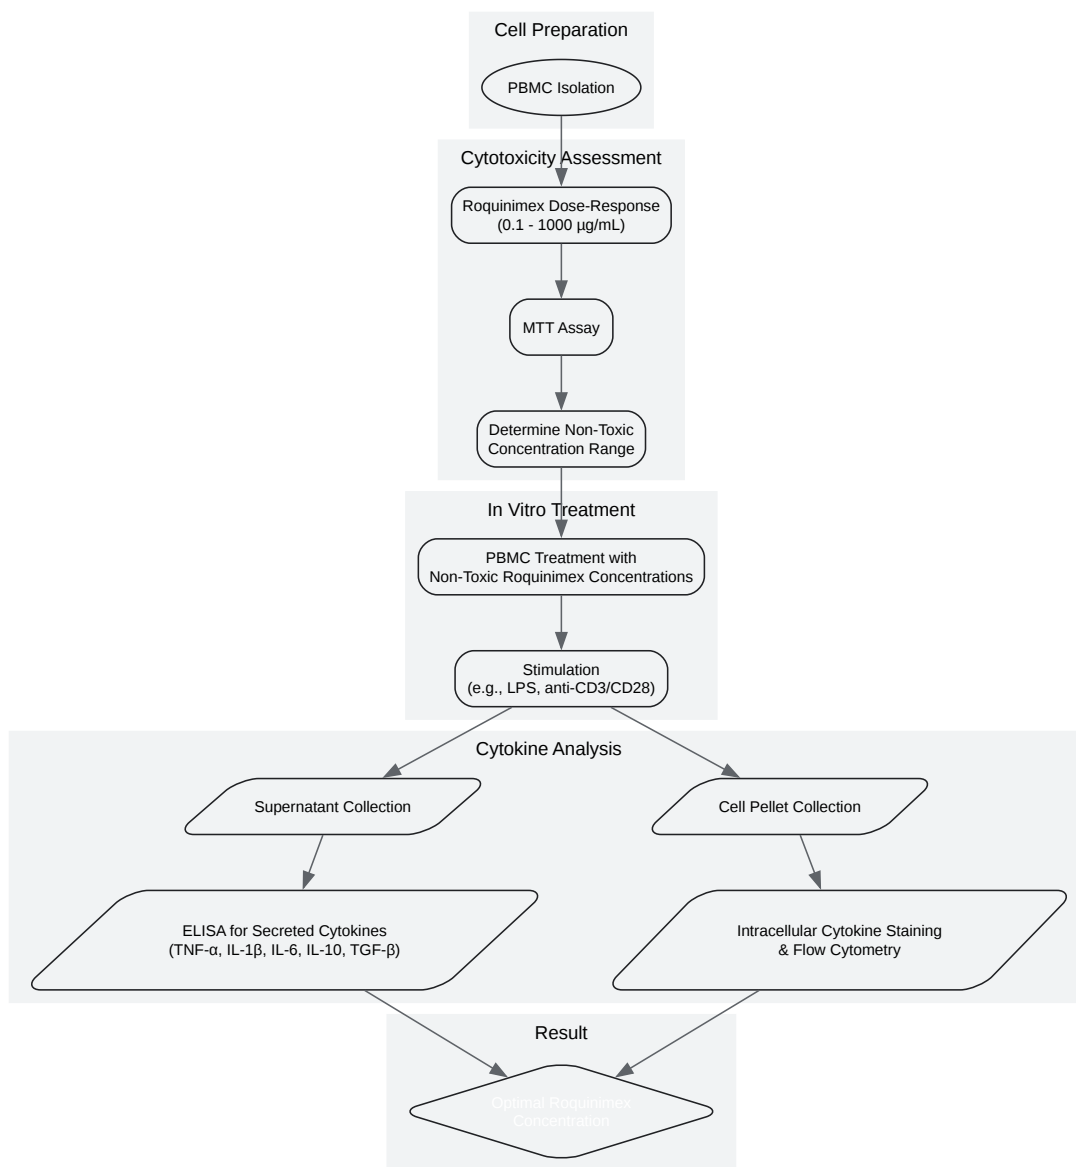 Cell Preparation
PBMC Isolation
Cytotoxicity Assessment
Roquinimex Dose-Response
(0.1 - 1000 µg/mL)
MTT Assay
Determine Non-Toxic
Concentration Range
In Vitro Treatment
PBMC Treatment with
Non-Toxic Roquinimex Concentrations
Stimulation
(e.g., LPS, anti-CD3/CD28)
Cytokine Analysis
Supernatant Collection
Cell Pellet Collection
ELISA for Secreted Cytokines
(TNF-α, IL-1β, IL-6, IL-10, TGF-β)
Intracellular Cytokine Staining
& Flow Cytometry
Result
Optimal Roquinimex
Concentration